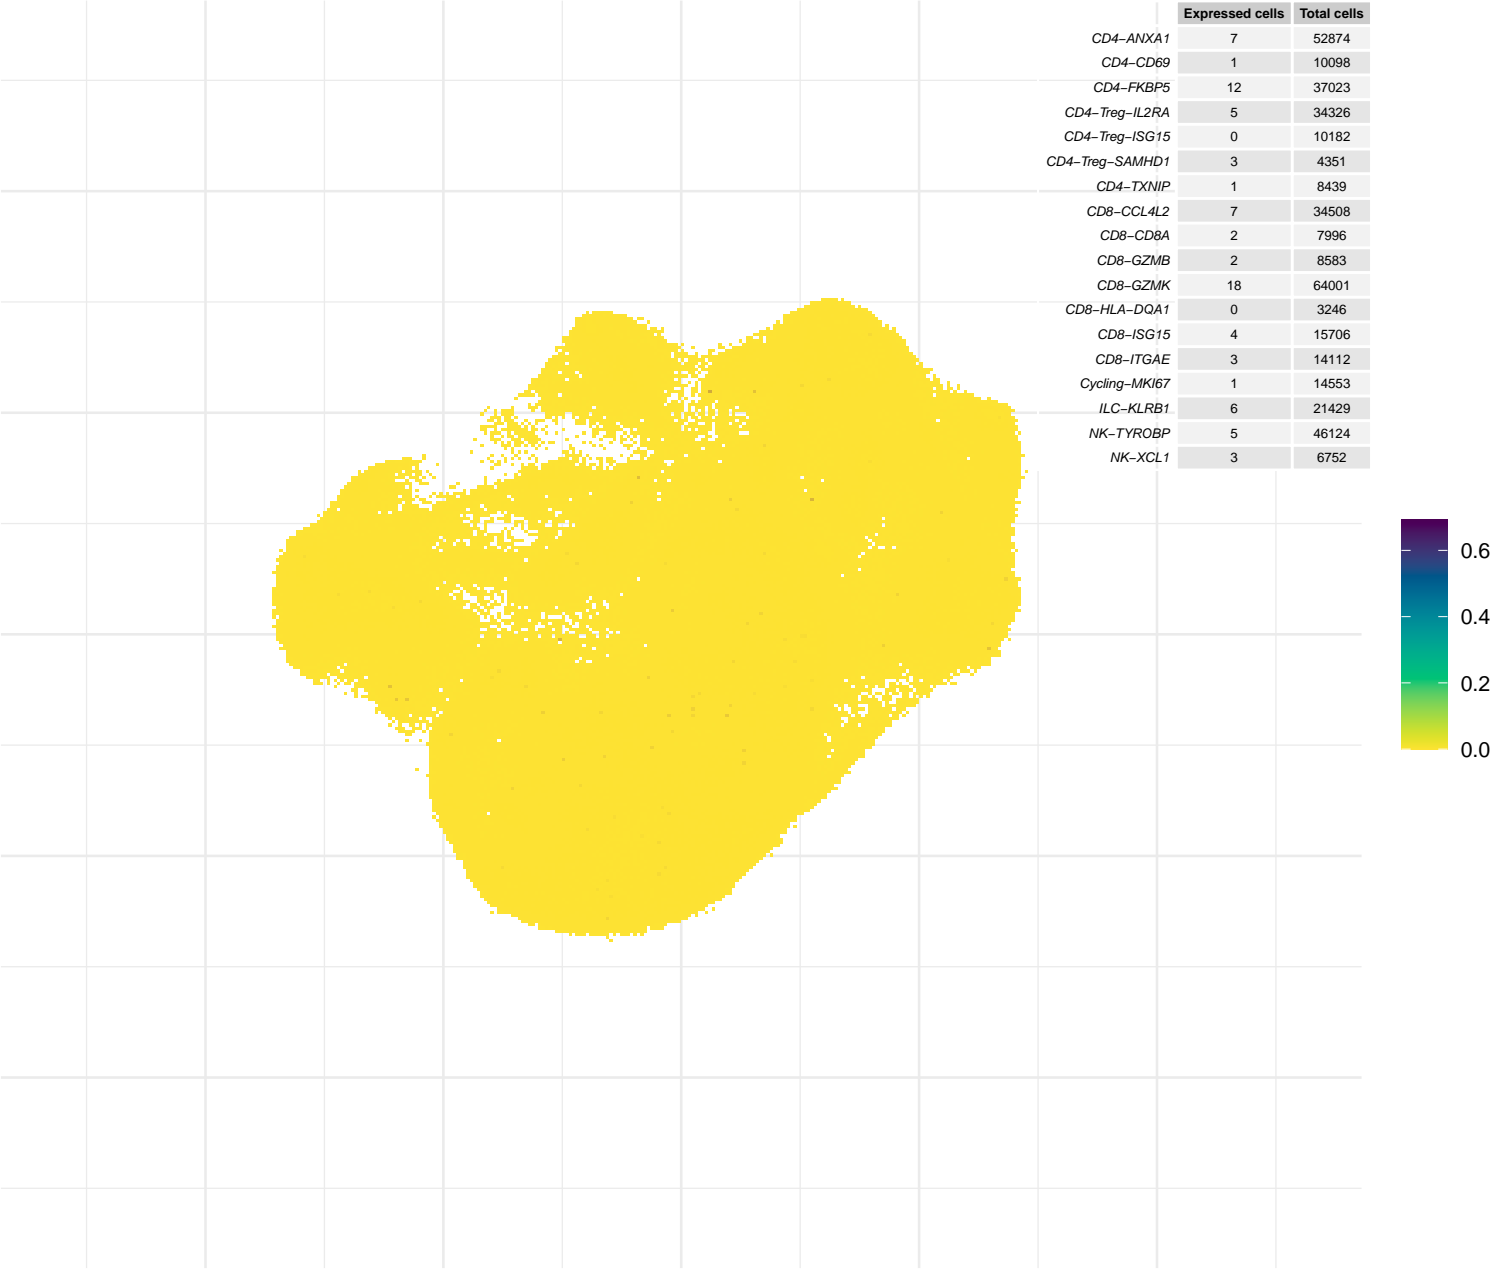 Expressed cells Total cells
CD4−ANXA1 7 52874
CD4−CD69 1 10098
CD4−FKBP5 12 37023
CD4−Treg−IL2RA 5 34326
CD4−Treg−ISG15 0 10182
CD4−Treg−SAMHD1 3 4351
CD4−TXNIP 1 8439
CD8−CCL4L2 7 34508
CD8−CD8A 2 7996
CD8−GZMB 2 8583
CD8−GZMK 18 64001
CD8−HLA−DQA1 0 3246
CD8−ISG15 4 15706
CD8−ITGAE 3 14112
Cycling−MKI67 1 14553
ILC−KLRB1 6 21429
NK−TYROBP 5 46124
NK−XCL1 3 6752
0.6
0.4
0.2
0.0